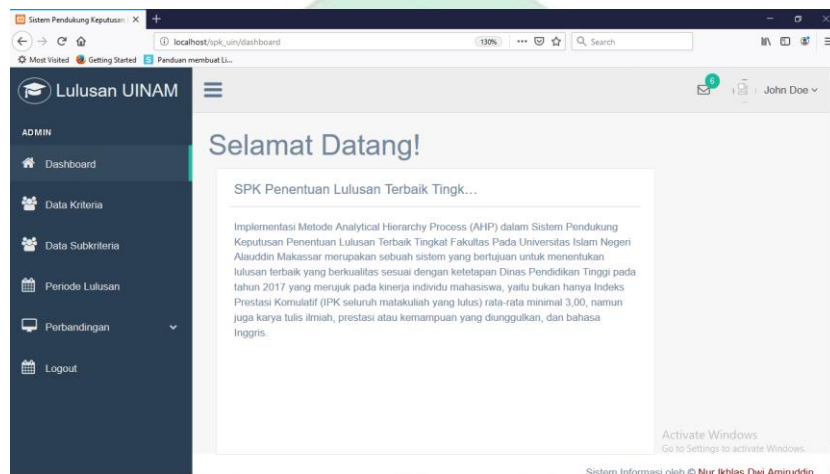 Sistem Pendukung Keputusan
localhost/spk_uin/dashboard
130%
Search
Most Visited
Getting Started
Panduan membuat Li...
Lulusan UINAM
6
John Doe
ADMIN
Dashboard
Data Kriteria
Data Subkriteria
Periode Lulusan
Perbandingan
Logout
Selamat Datang!
SPK Penentuan Lulusan Terbaik Tingk...
Implementasi Metode Analytical Hierarchy Process (AHP) dalam Sistem Pendukung
Keputusan Penentuan Lulusan Terbaik Tingkat Fakultas Pada Universitas Islam Negeri
Alauddin Makassar merupakan sebuah sistem yang bertujuan untuk menentukan
lulusan terbaik yang berkualitas sesuai dengan ketetapan Dinas Pendidikan Tinggi pada
tahun 2017 yang merujuk pada kinerja individu mahasiswa, yaitu bukan hanya Indeks
Prestasi Komulatif (IPK seluruh matakuliah yang lulus) rata-rata minimal 3,00, namun
juga karya tulis ilmiah, prestasi atau kemampuan yang diunggulkan, dan bahasa
Inggris.
Activate Windows
Go to Settings to activate Windows.
Sistem Informasi oleh © Nur Ikhlas Dwi Amiruddin